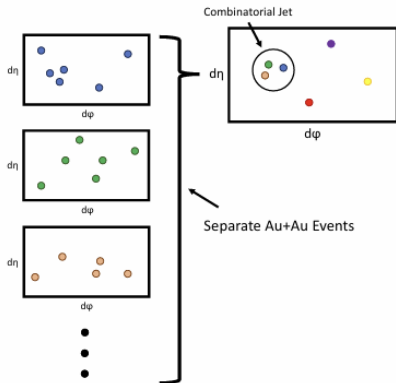 Combinatorial Jet
dη
dφ
dη
dφ
dη
dφ
dη
dφ
Separate Au+Au Events